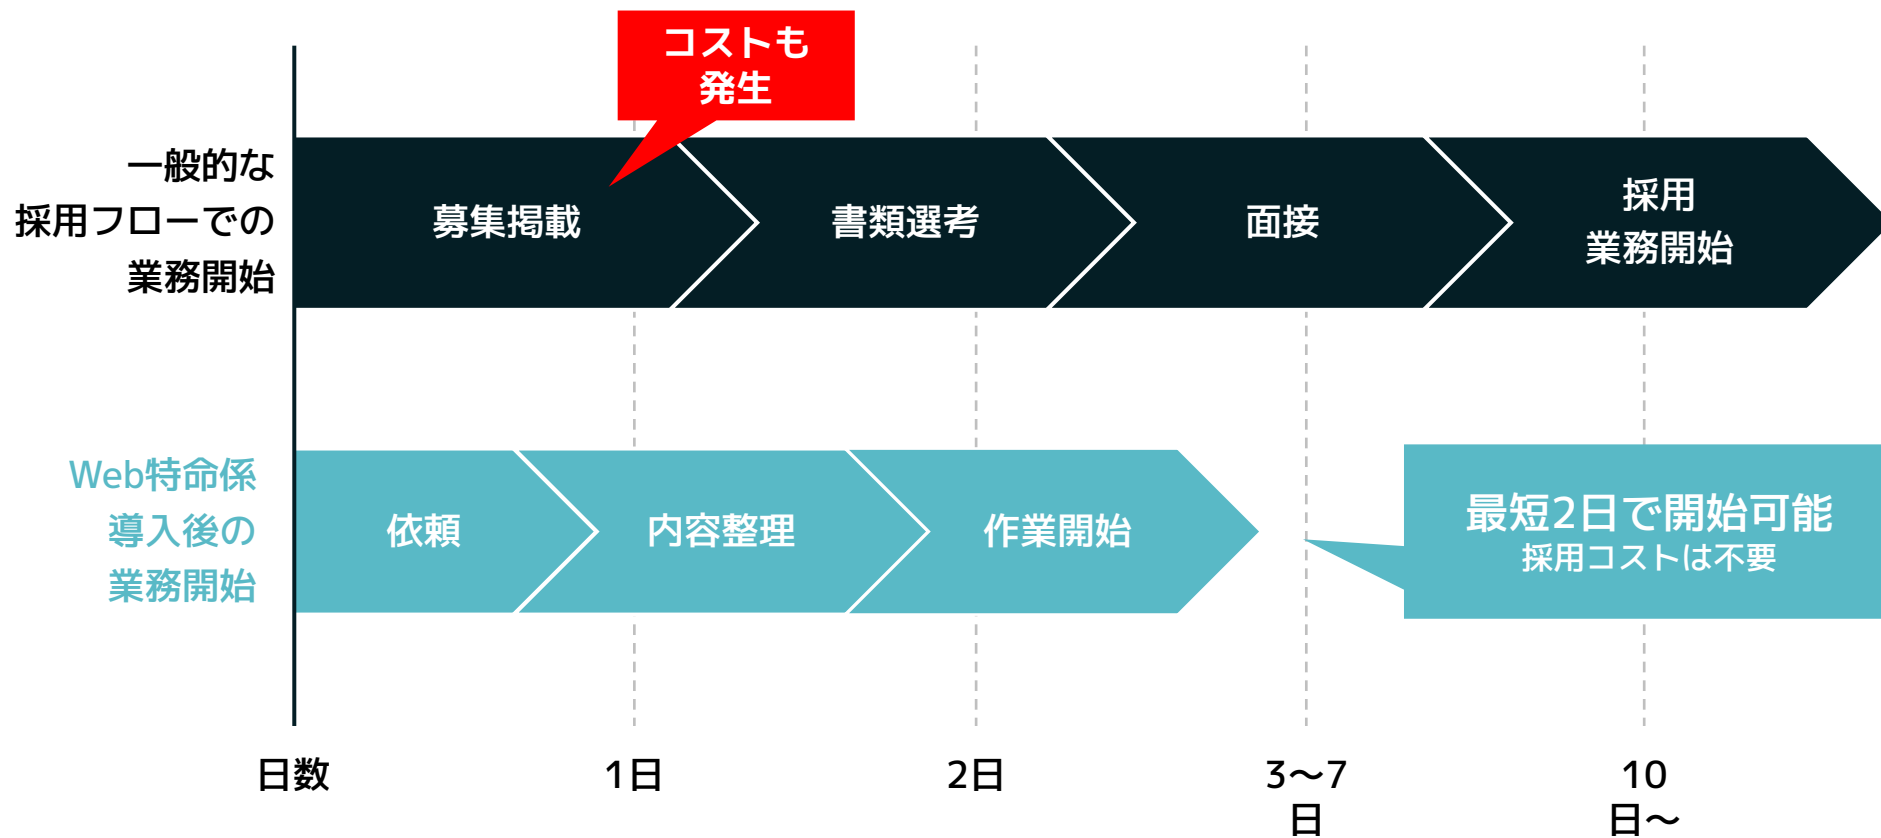 コストも
発生
一般的な
採用フローでの
業務開始
募集掲載
書類選考
面接
採用
業務開始
Web特命係
導入後の
業務開始
依頼
内容整理
作業開始
最短2日で開始可能
採用コストは不要
日数
1日
2日
3〜7
日
10
日〜